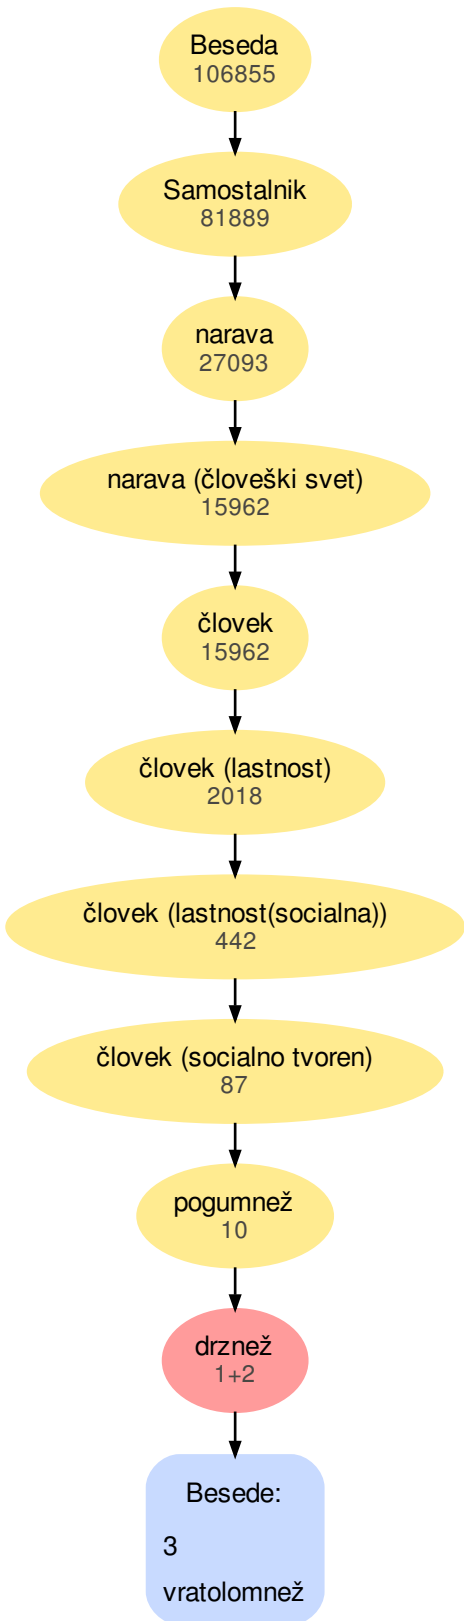 Beseda
106855
Samostalnik
81889
narava
27093
narava (človeški svet)
15962
človek
15962
človek (lastnost)
2018
človek (lastnost(socialna))
442
človek (socialno tvoren)
87
pogumnež
10
drznež
1+2
Besede:
3
vratolomnež